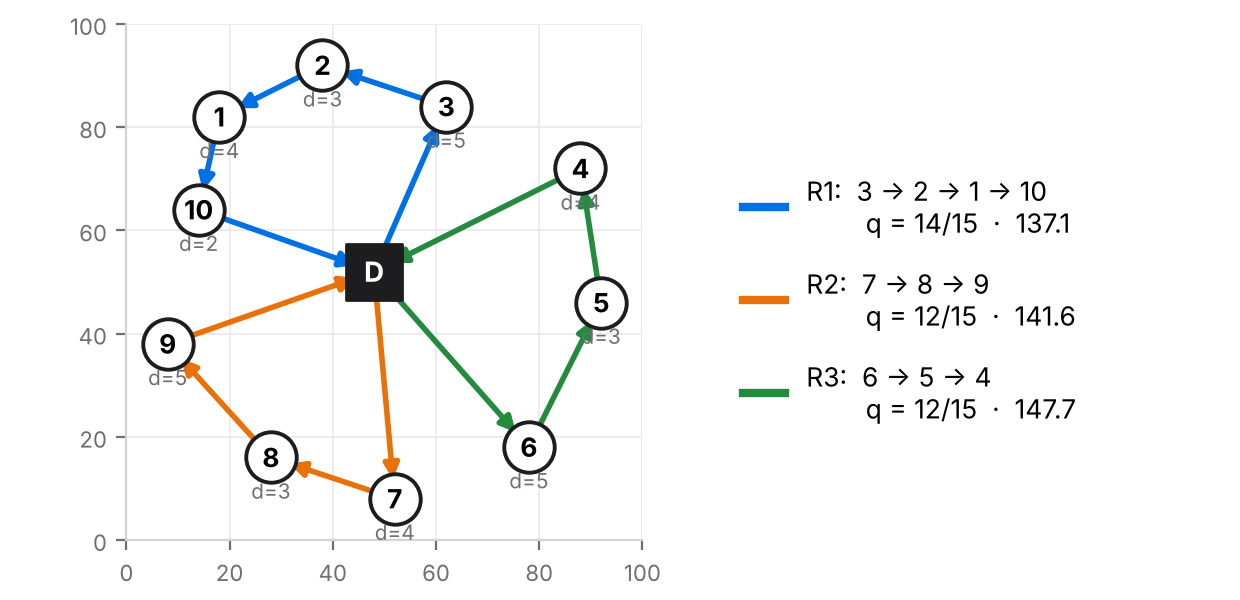 100
80
60
40
20
0
0 20 40 60 80 100
2
d=3
3
d=5
1
d=4
4
d=4
10
d=2
D
5
d=3
9
d=5
8
d=3
6
d=5
7
d=4
R1: 3 → 2 → 1 → 10
q = 14/15 · 137.1
R2: 7 → 8 → 9
q = 12/15 · 141.6
R3: 6 → 5 → 4
q = 12/15 · 147.7